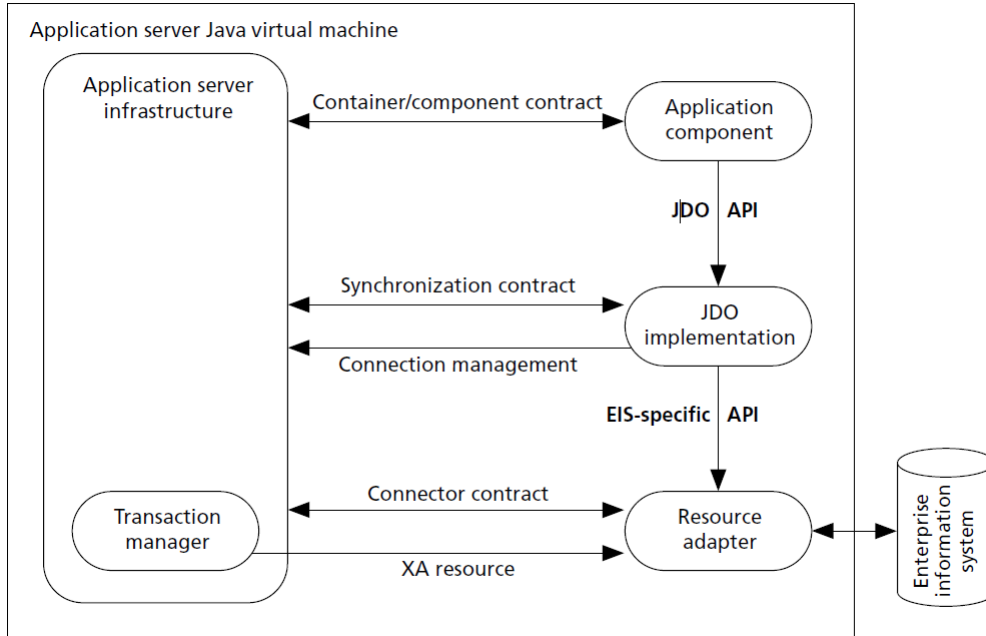 Application server Java virtual machine
Application server
infrastructure
Container/component contract
Application
component
JDO API
Synchronization contract
JDO
implementation
Connection management
EIS-specific API
Connector contract
Transaction
manager
Resource
adapter
XA resource
Enterprise
information
system